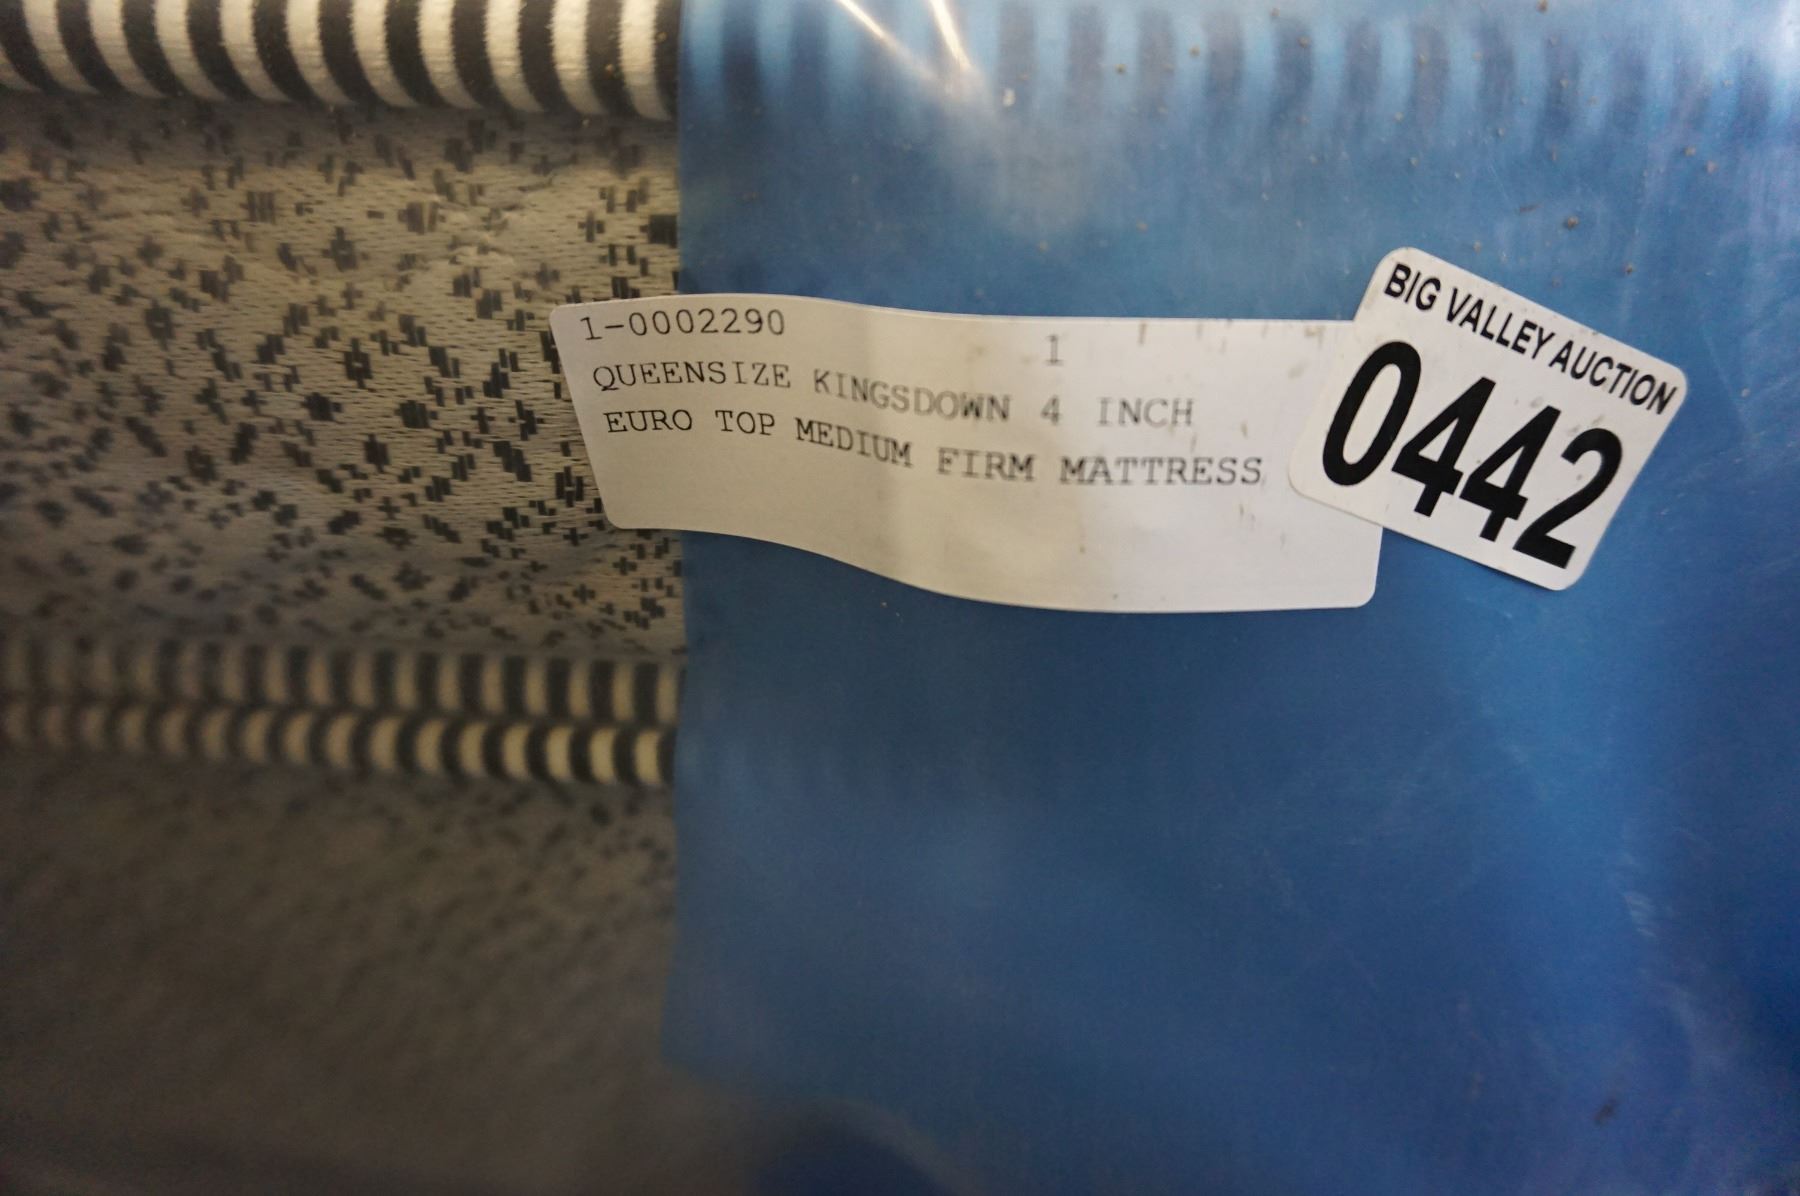 1-0002290
1
QUEENSIZE KINGSDOWN 4 INCH
EURO TOP MEDIUM FIRM MATTRESS
BIG VALLEY AUCTION
0442